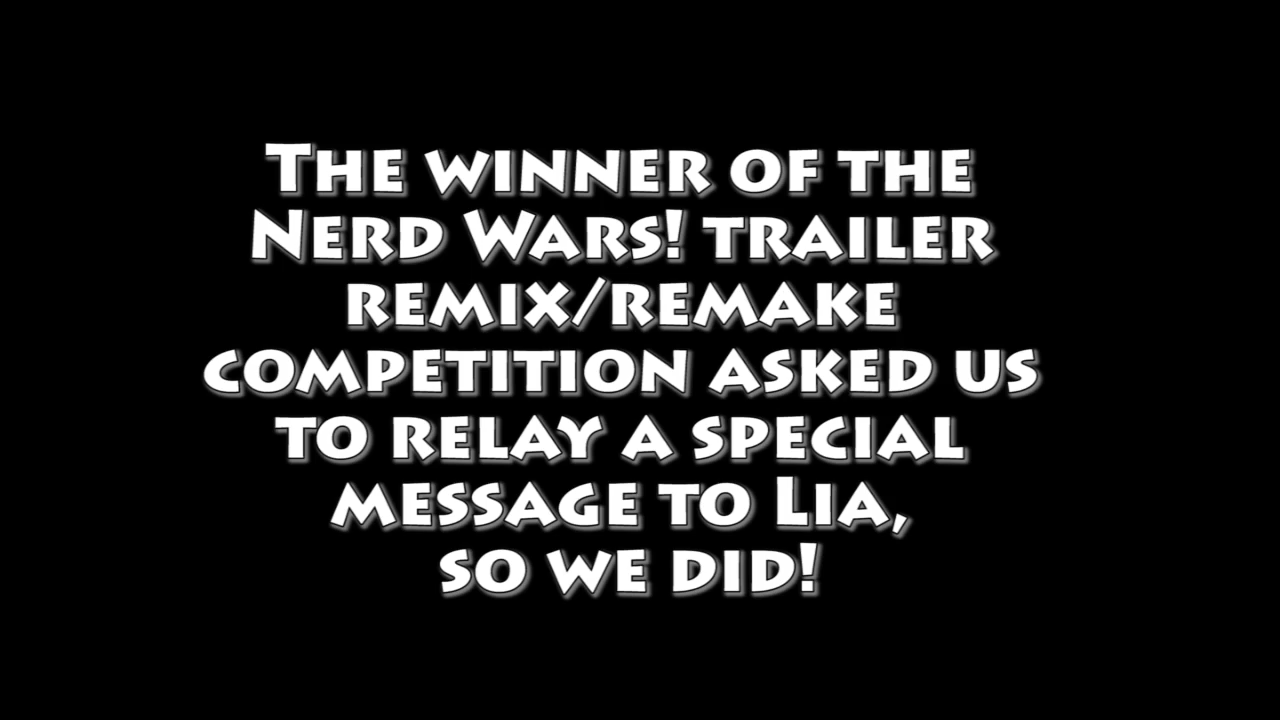 The winner of the
Nerd Wars! trailer
remix/remake
competition asked us
to relay a special
message to Lia,
so we did!